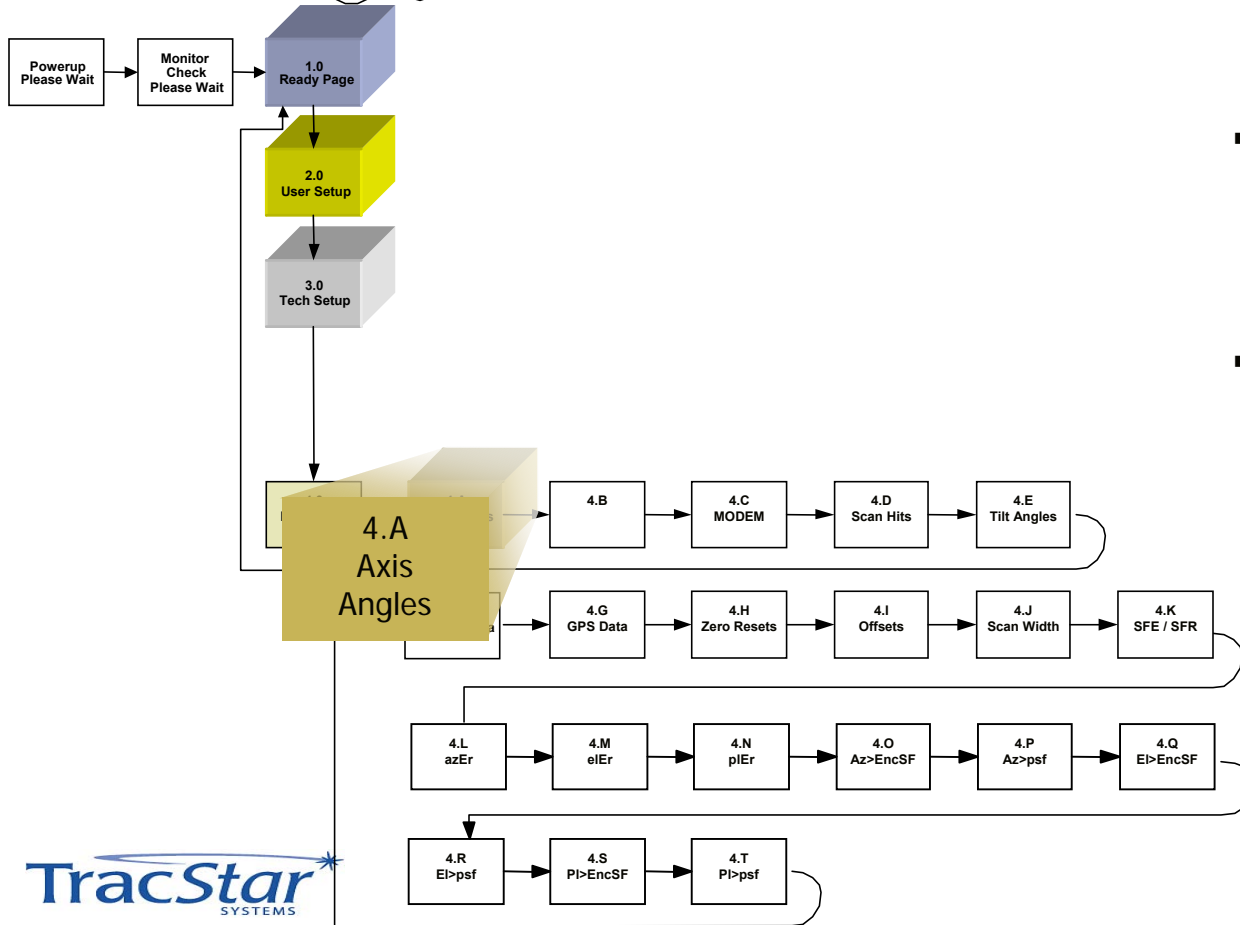 Powerup
Please Wait
Monitor
Check
Please Wait
1.0
Ready Page
2.0
User Setup
3.0
Tech Setup
4.A
Axis
Angles
4.B
4.C
MODEM
4.D
Scan Hits
4.E
Tilt Angles
4.G
GPS Data
4.H
Zero Resets
4.I
Offsets
4.J
Scan Width
4.K
SFE / SFR
4.L
azEr
4.M
elEr
4.N
plEr
4.O
Az>EncSF
4.P
Az>psf
4.Q
El>EncSF
4.R
El>psf
4.S
Pl>EncSF
4.T
Pl>psf
TracStar
SYSTEMS